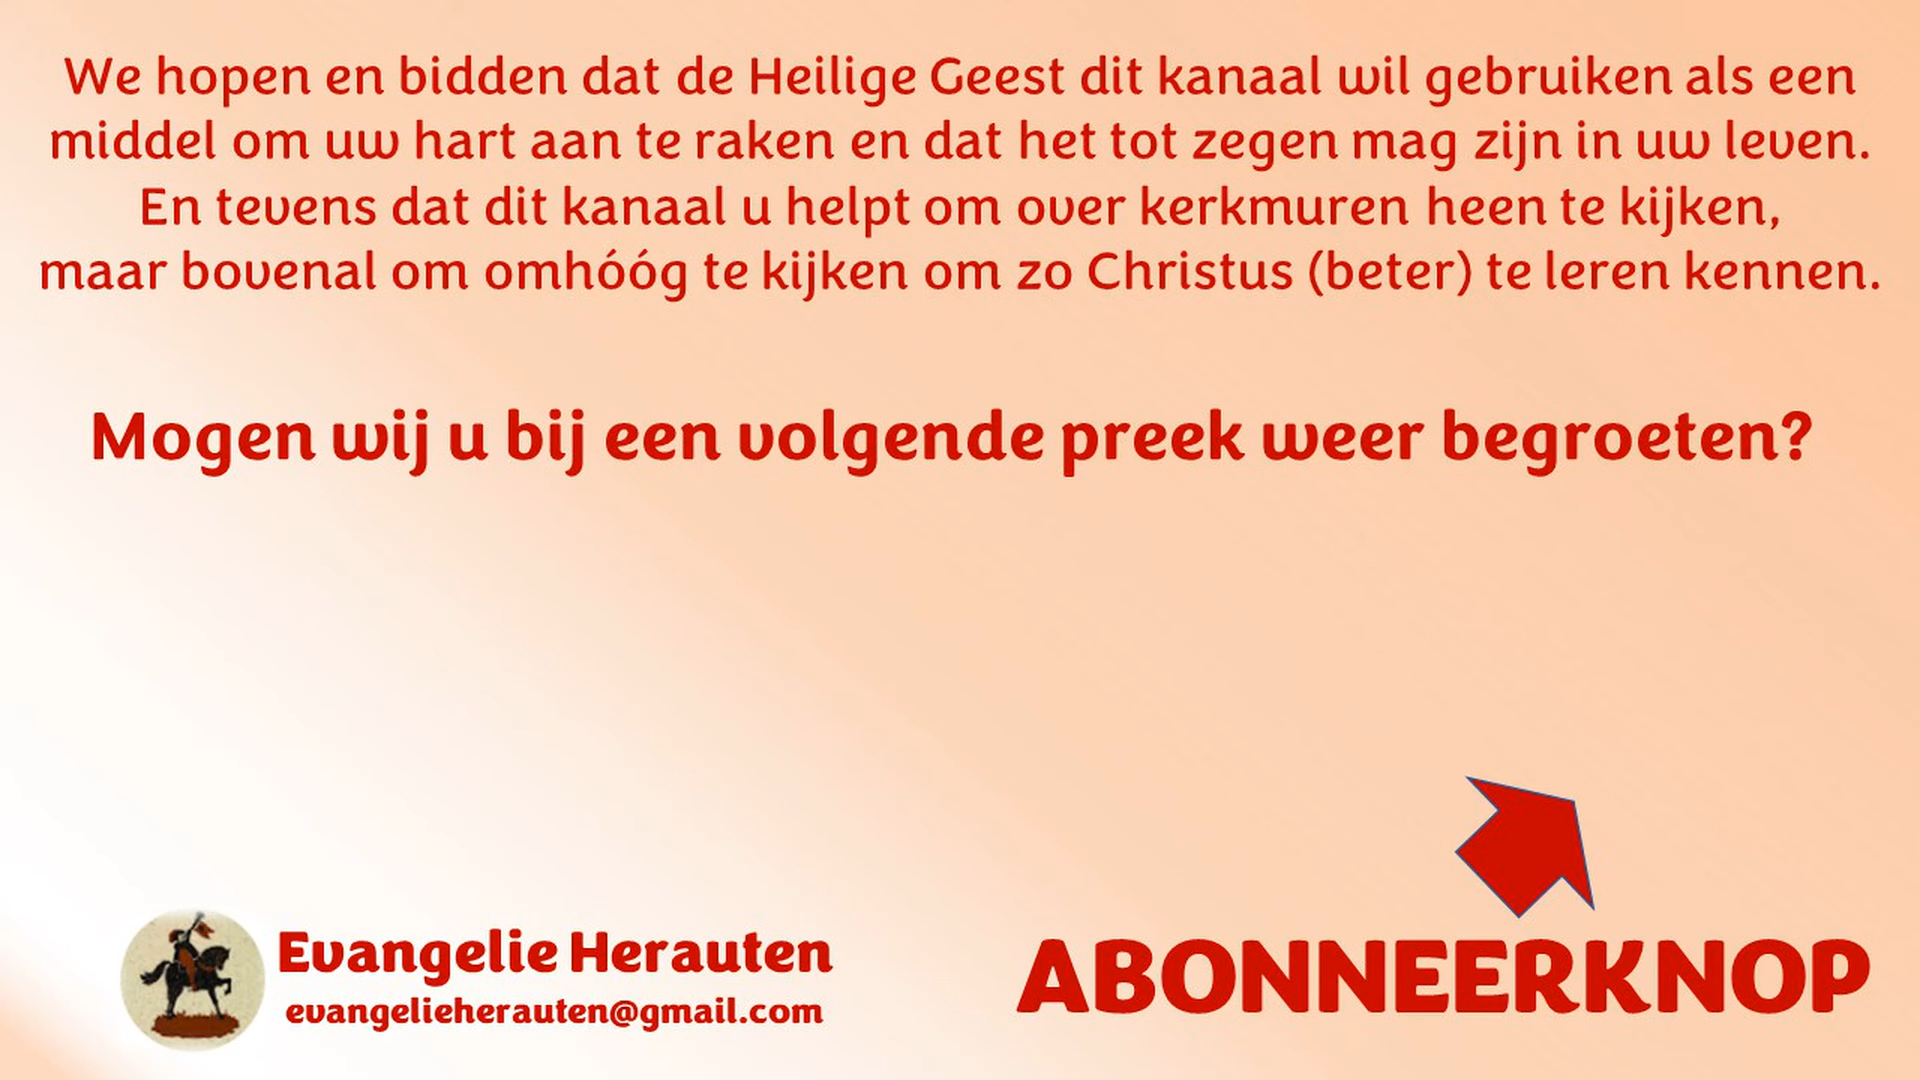 We hopen en bidden dat de Heilige Geest dit kanaal wil gebruiken als een
middel om uw hart aan te raken en dat het tot zegen mag zijn in uw leven.
En tevens dat dit kanaal u helpt om over kerkmuren heen te kijken,
maar bovenal om omhóóg te kijken om zo Christus (beter) te leren kennen.
Mogen wij u bij een volgende preek weer begroeten?
Evangelie Herauten
evangelieherauten@gmail.com
ABONNEERKNOP